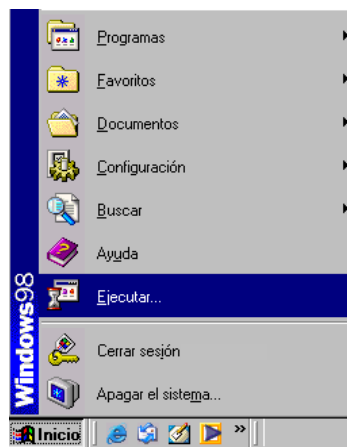 Programas
Favoritos
Documentos
Configuración
Buscar
Ayuda
Ejecutar...
Cerrar sesión
Apagar el sistema...
Windows98
Inicio
»